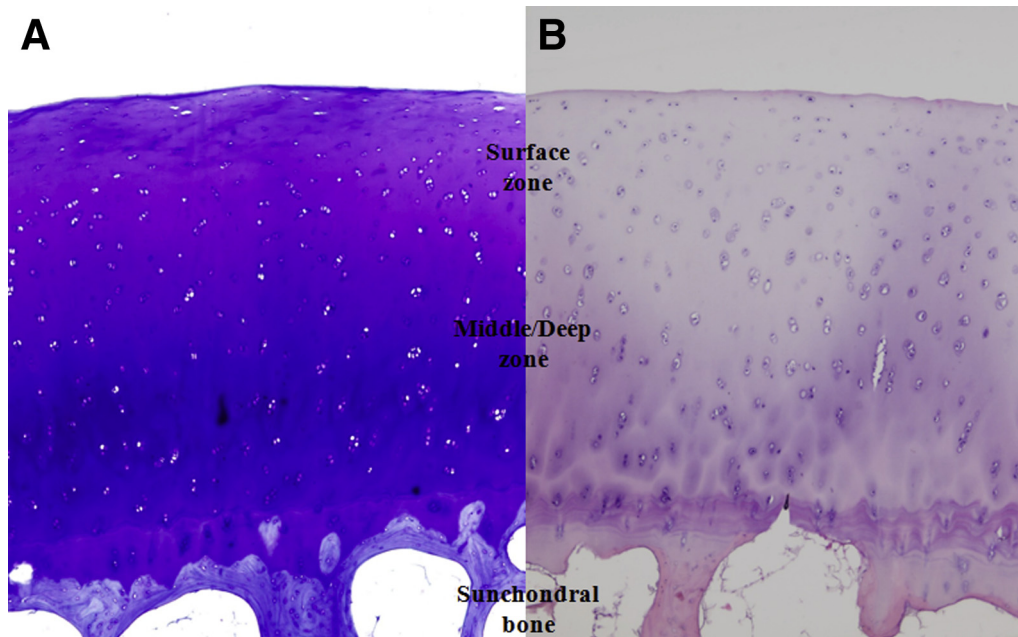 A
B
Surface
zone
Middle/Deep
zone
Sunchondral
bone